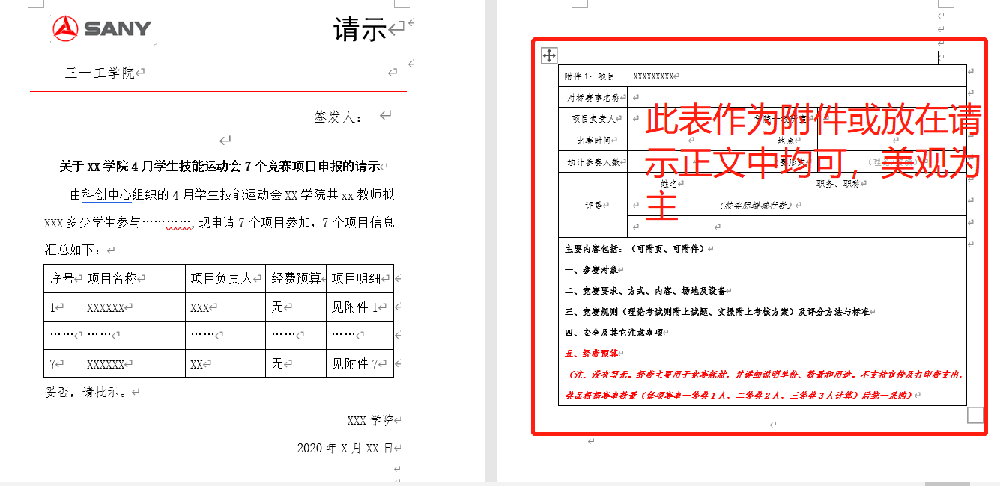 SANY
请示
三一工学院
签发人：
关于 XX 学院 4 月学生技能运动会 7 个竞赛项目申报的请示
由科创中心组织的 4 月学生技能运动会 XX 学院共 xx 教师拟
XXX 多少学生参与…………,现申请 7 个项目参加，7 个项目信息
汇总如下：
序号 项目名称 项目负责人 经费预算 项目明细
1 XXXXXX XXX 无 见附件 1
…… …… …… …… ……
7 XXXXXX XX 无 见附件 7
妥否，请批示。
XXX 学院
2020 年 X 月 XX 日
附件 1：项目——XXXXXXXXX
对标赛事名称
项目负责人
比赛时间 地点
预计参赛人数 比赛形式
此表作为附件或放在请
示正文中均可，美观为
主
评委 姓名 职务、职称
（按实际增减行数）
主要内容包括：（可附页、可附件）
一、参赛对象
二、竞赛要求、方式、内容、场地及设备
三、竞赛规则（理论考试则附上试题、实操附上考核方案）及评分方法与标准
四、安全及其它注意事项
五、经费预算
（注：没有写无。经费主要用于竞赛耗材，并详细说明单价、数量和用途。不支持宣传及打印费支出，
奖品根据赛事数量（每项赛事一等奖 1 人，二等奖 2 人，三等奖 3 人计算）后统一采购）